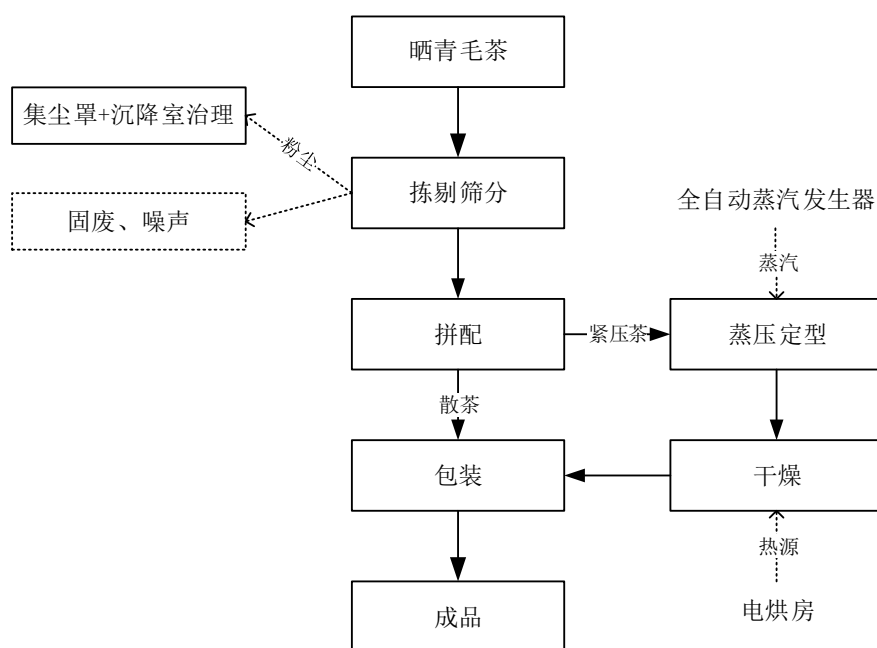 晒青毛茶
集尘罩+沉降室治理
粉尘
拣剔筛分
固废、噪声
全自动蒸汽发生器
蒸汽
拼配
紧压茶
蒸压定型
散茶
包装
干燥
热源
成品
电烘房